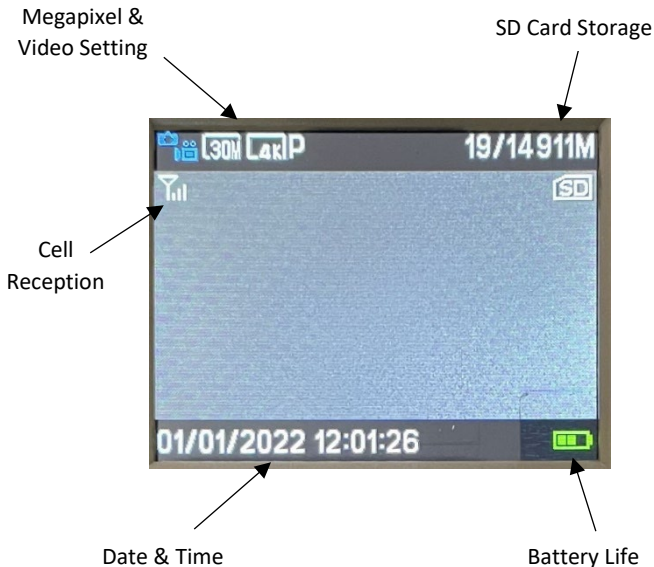 Megapixel &
Video Setting
SD Card Storage
30M 4K P 19/14911M
SD
Cell
Reception
01/01/2022 12:01:26
Date & Time
Battery Life